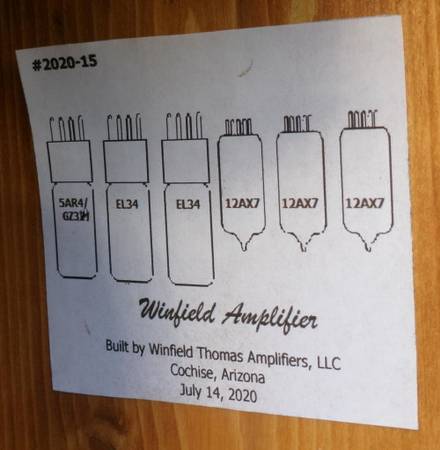 #2020-15
5AR4/ EL34 EL34 12AX7 12AX7 12AX7
Winfield Amplifier
Built by Winfield Thomas Amplifiers, LLC
Cochise, Arizona
July 14, 2020